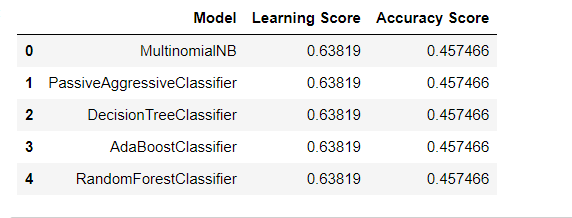 Model Learning Score Accuracy Score
0 MultinomialNB 0.63819 0.457466
1 PassiveAggressiveClassifier 0.63819 0.457466
2 DecisionTreeClassifier 0.63819 0.457466
3 AdaBoostClassifier 0.63819 0.457466
4 RandomForestClassifier 0.63819 0.457466